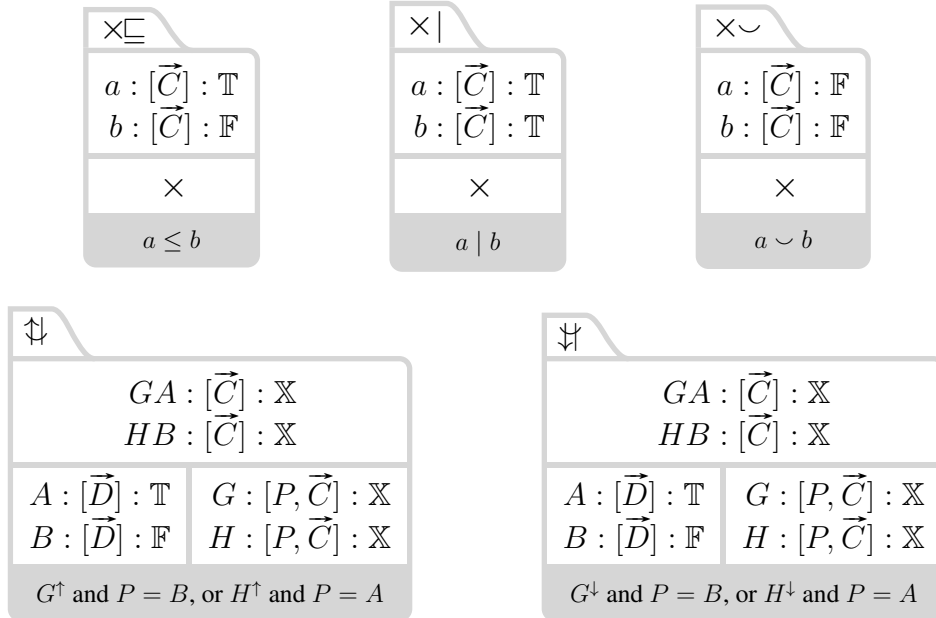 ×⊑
a : [C⃗] : 𝕋
b : [C⃗] : 𝔽
×
a ≤ b
× |
a : [C⃗] : 𝕋
b : [C⃗] : 𝕋
×
a | b
×⌣
a : [C⃗] : 𝔽
b : [C⃗] : 𝔽
×
a ⌣ b
GA : [C⃗] : 𝕏
HB : [C⃗] : 𝕏
A : [D⃗] : 𝕋
B : [D⃗] : 𝔽
G : [P, C⃗] : 𝕏
H : [P, C⃗] : 𝕏
G↑ and P = B, or H↑ and P = A
GA : [C⃗] : 𝕏
HB : [C⃗] : 𝕏
A : [D⃗] : 𝕋
B : [D⃗] : 𝔽
G : [P, C⃗] : 𝕏
H : [P, C⃗] : 𝕏
G↓ and P = B, or H↓ and P = A